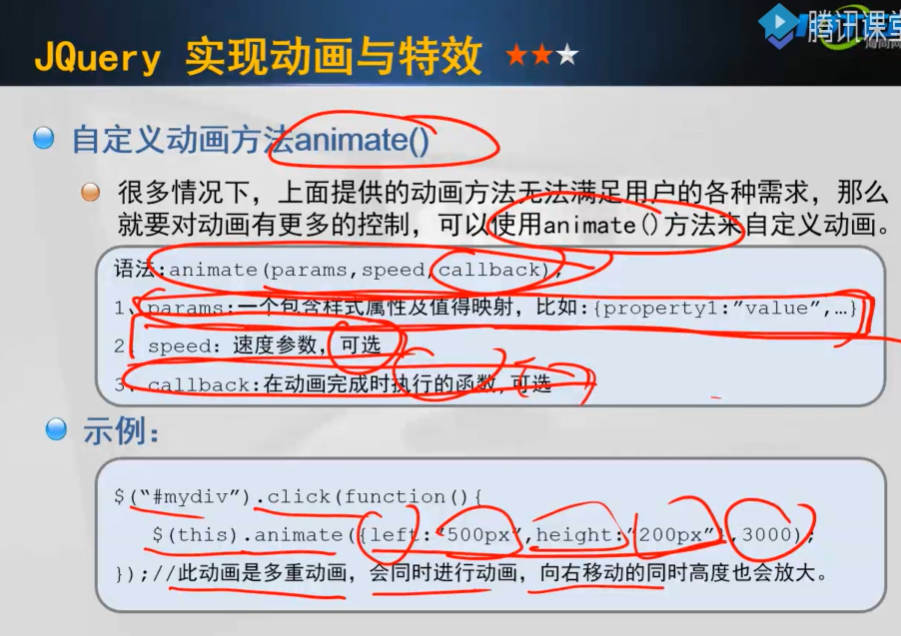 腾讯课堂
JQuery 实现动画与特效
自定义动画方法animate()
很多情况下，上面提供的动画方法无法满足用户的各种需求，那么
就要对动画有更多的控制，可以使用animate()方法来自定义动画。
语法:animate(params,speed,callback);
1、params:一个包含样式属性及值得映射，比如:{property1:"value",…}
2 speed: 速度参数，可选
3、callback:在动画完成时执行的函数,可选
示例:
$("#mydiv").click(function(){
$(this).animate({left:"500px",height:"200px"},3000);
});//此动画是多重动画，会同时进行动画，向右移动的同时高度也会放大。